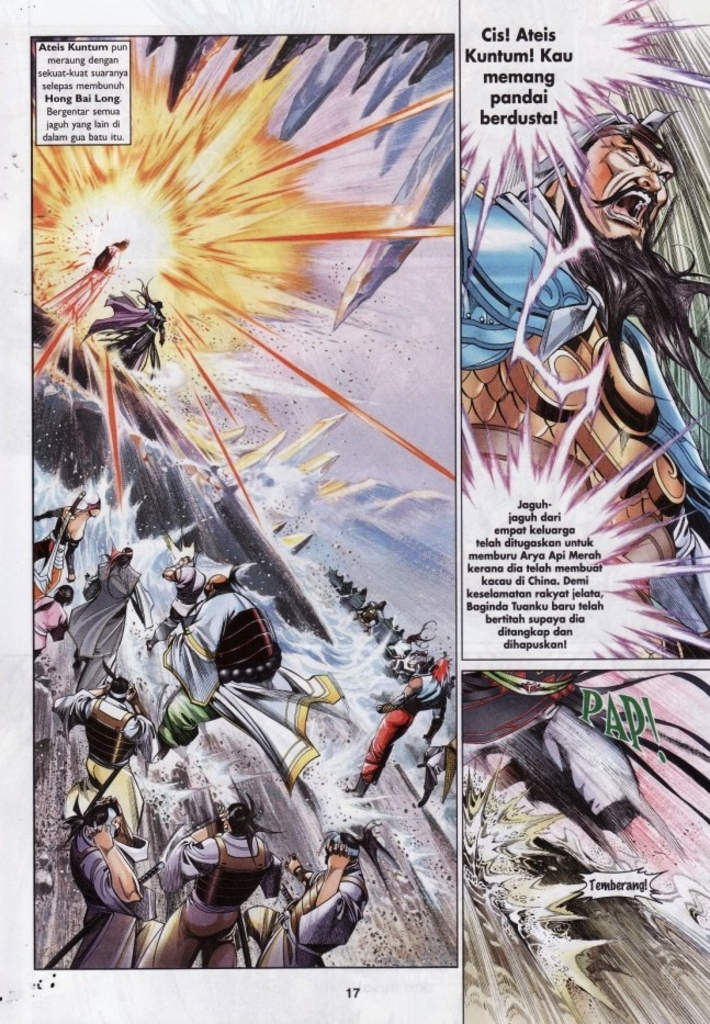 Ateis Kuntum pun
meraung dengan
sekuat-kuat suaranya
selepas membunuh
Hong Bai Long.
Bergentar semua
jaguh yang lain di
dalam gua batu itu.
Cis! Ateis
Kuntum! Kau
memang
pandai
berdusta!
Jaguh-
jaguh dari
empat keluarga
telah ditugaskan untuk
memburu Arya Api Merah
kerana dia telah membuat
kacau di China. Demi
keselamatan rakyat jelata,
Baginda Tuanku baru telah
bertitah supaya dia
ditangkap dan
dihapuskan!
PAP!
Temberang!
17